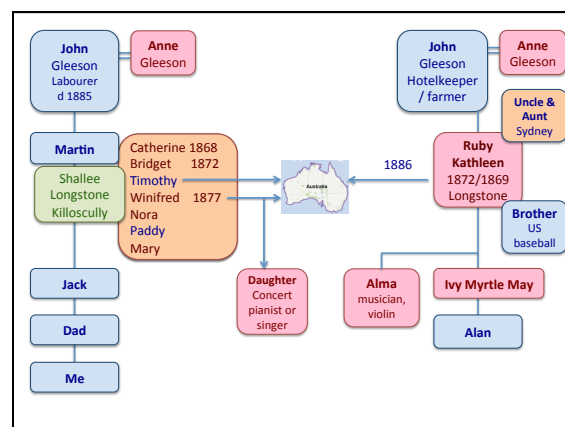 John
Gleeson
Labourer
d 1885
Anne
Gleeson
John
Gleeson
Hotelkeeper
/ farmer
Anne
Gleeson
Uncle &
Aunt
Sydney
Martin
Shallee
Longstone
Killoscully
Catherine 1868
Bridget 1872
Timothy
Winifred 1877
Nora
Paddy
Mary
Australia
1886
Ruby
Kathleen
1872/1869
Longstone
Brother
US
baseball
Jack
Daughter
Concert
pianist or
singer
Alma
musician,
violin
Ivy Myrtle May
Dad
Alan
Me